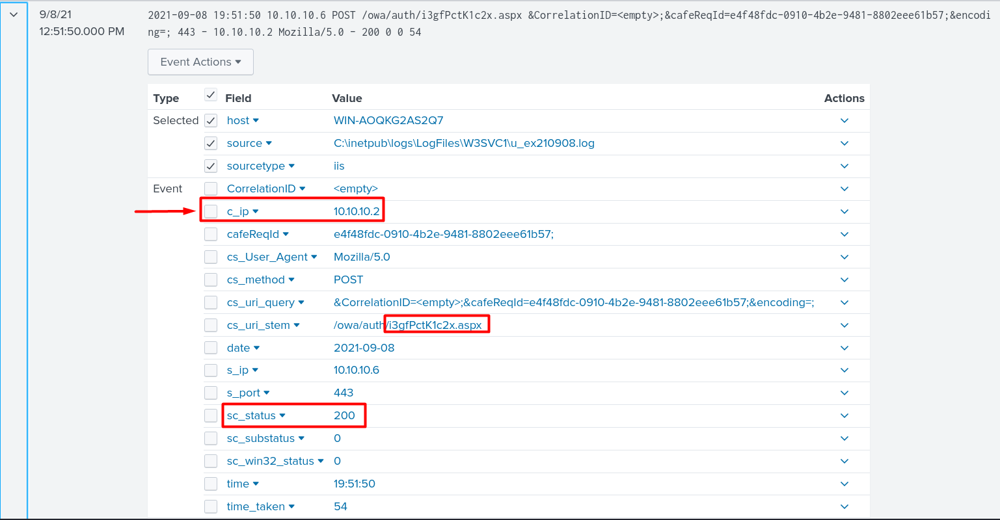 9/8/21
12:51:50.000 PM
2021-09-08 19:51:50 10.10.10.6 POST /owa/auth/i3gfPctK1c2x.aspx &CorrelationID=<empty>;&cafeReqId=e4f48fdc-0910-4b2e-9481-8802eee61b57;&encodi
ng=; 443 - 10.10.10.2 Mozilla/5.0 - 200 0 0 54
Event Actions
Type Field Value Actions
Selected host WIN-AOQKG2AS2Q7
source C:\inetpub\logs\LogFiles\W3SVC1\u_ex210908.log
sourcetype iis
Event CorrelationID <empty>
c_ip 10.10.10.2
cafeReqId e4f48fdc-0910-4b2e-9481-8802eee61b57;
cs_User_Agent Mozilla/5.0
cs_method POST
cs_uri_query &CorrelationID=<empty>;&cafeReqId=e4f48fdc-0910-4b2e-9481-8802eee61b57;&encoding=;
cs_uri_stem /owa/auth/i3gfPctK1c2x.aspx
date 2021-09-08
s_ip 10.10.10.6
s_port 443
sc_status 200
sc_substatus 0
sc_win32_status 0
time 19:51:50
time_taken 54